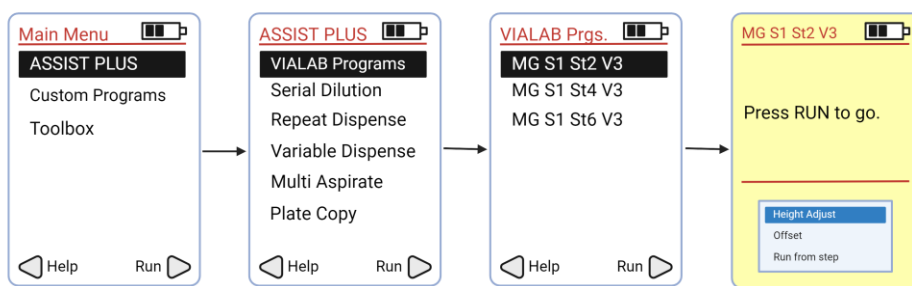 Main Menu
ASSIST PLUS
Custom Programs
Toolbox
Help Run
ASSIST PLUS
VIALAB Programs
Serial Dilution
Repeat Dispense
Variable Dispense
Multi Aspirate
Plate Copy
Help Run
VIALAB Prgs.
MG S1 St2 V3
MG S1 St4 V3
MG S1 St6 V3
Help Run
MG S1 St2 V3
Press RUN to go.
Height Adjust
Offset
Run from step